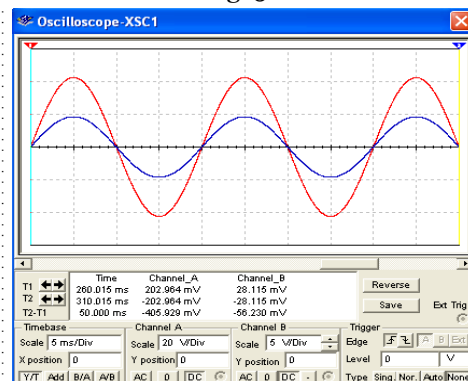 Oscilloscope-XSC1
Time Channel_A Channel_B
T1 260.015 ms 202.964 mV 28.115 mV
T2 310.015 ms -202.964 mV -28.115 mV
T2-T1 50.000 ms -405.929 mV -56.230 mV
Reverse
Save
Ext Trig
Timebase Channel A Channel B Trigger
Scale 5 ms/Div Scale 20 V/Div Scale 5 V/Div Edge A B Ext
X position 0 Y position 0 Y position 0 Level 0 V
Y/T Add B/A A/B AC 0 DC AC 0 DC - Type Sing. Nor. Auto None